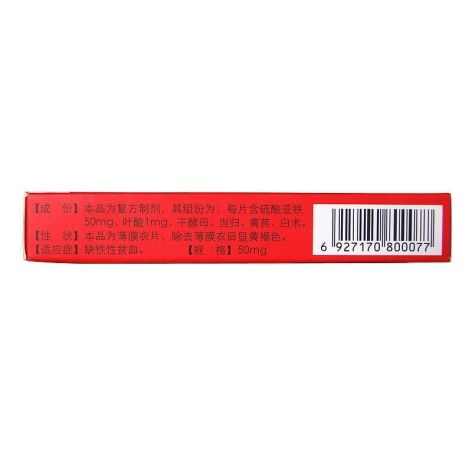 【成　份】本品为复方制剂，其组份为：每片含硫酸亚铁
50mg、叶酸1mg、干酵母、当归、黄芪、白术。
【性　状】本品为薄膜衣片，除去薄膜衣后显黄褐色。
【适应症】缺铁性贫血。　【规　格】50mg
6 927170 800077